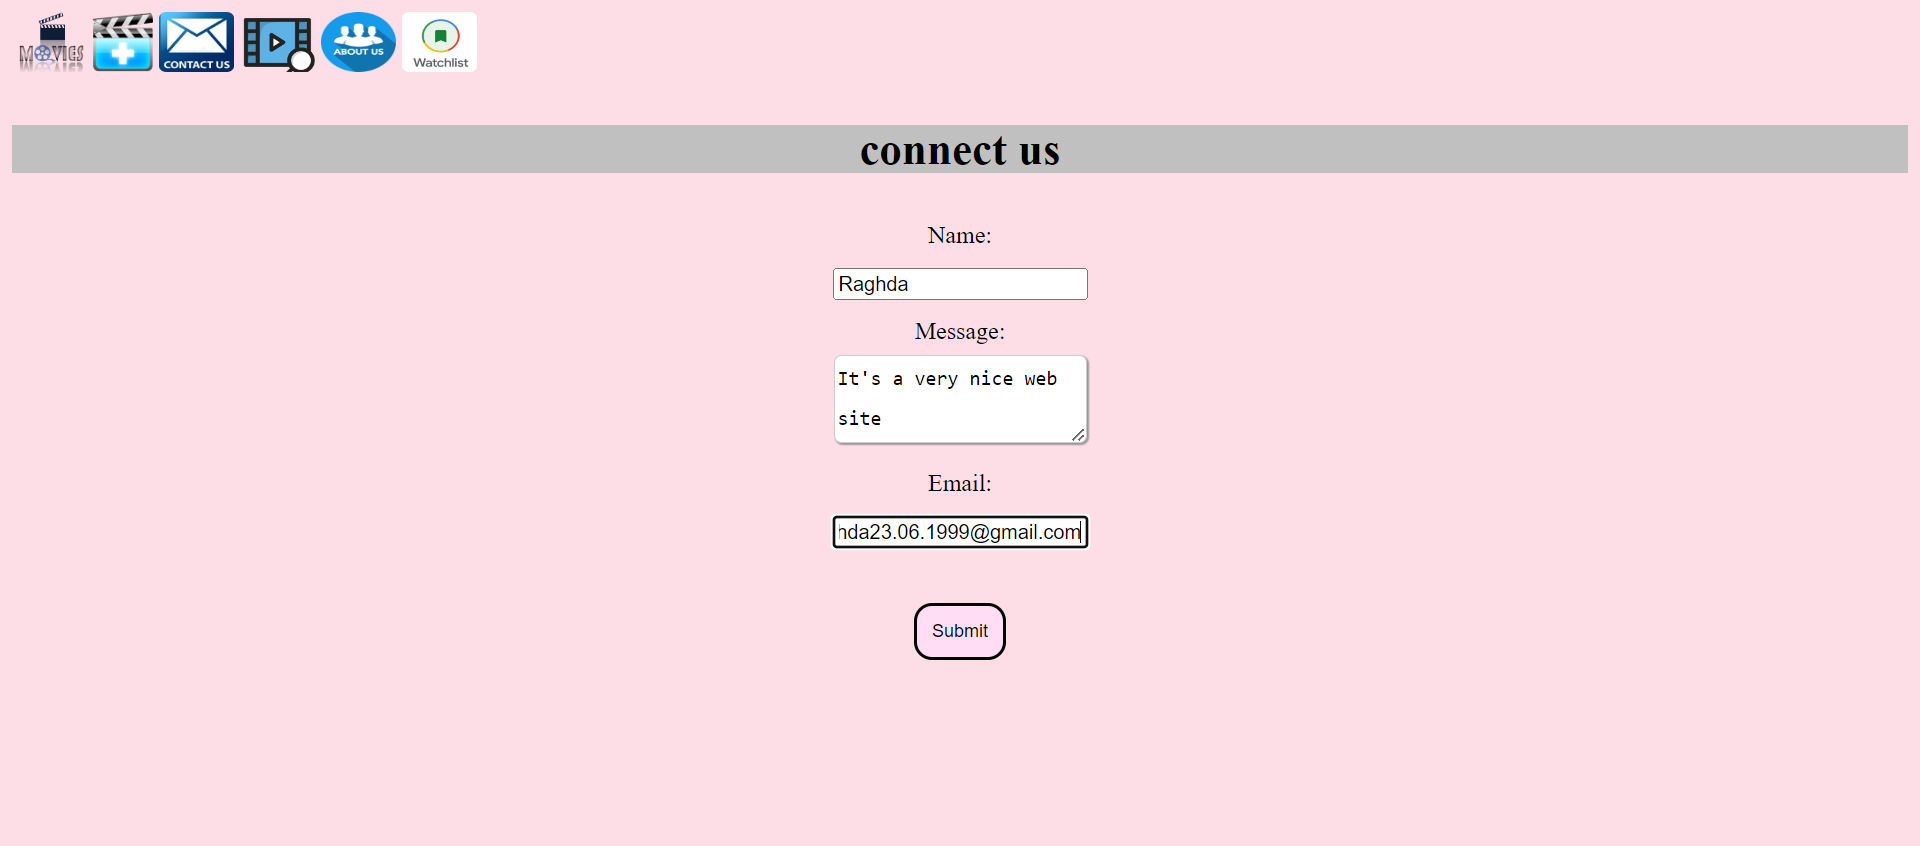 MOVIES
CONTACT US
ABOUT US
Watchlist
connect us
Name:
Raghda
Message:
It's a very nice web
site
Email:
hda23.06.1999@gmail.com
Submit